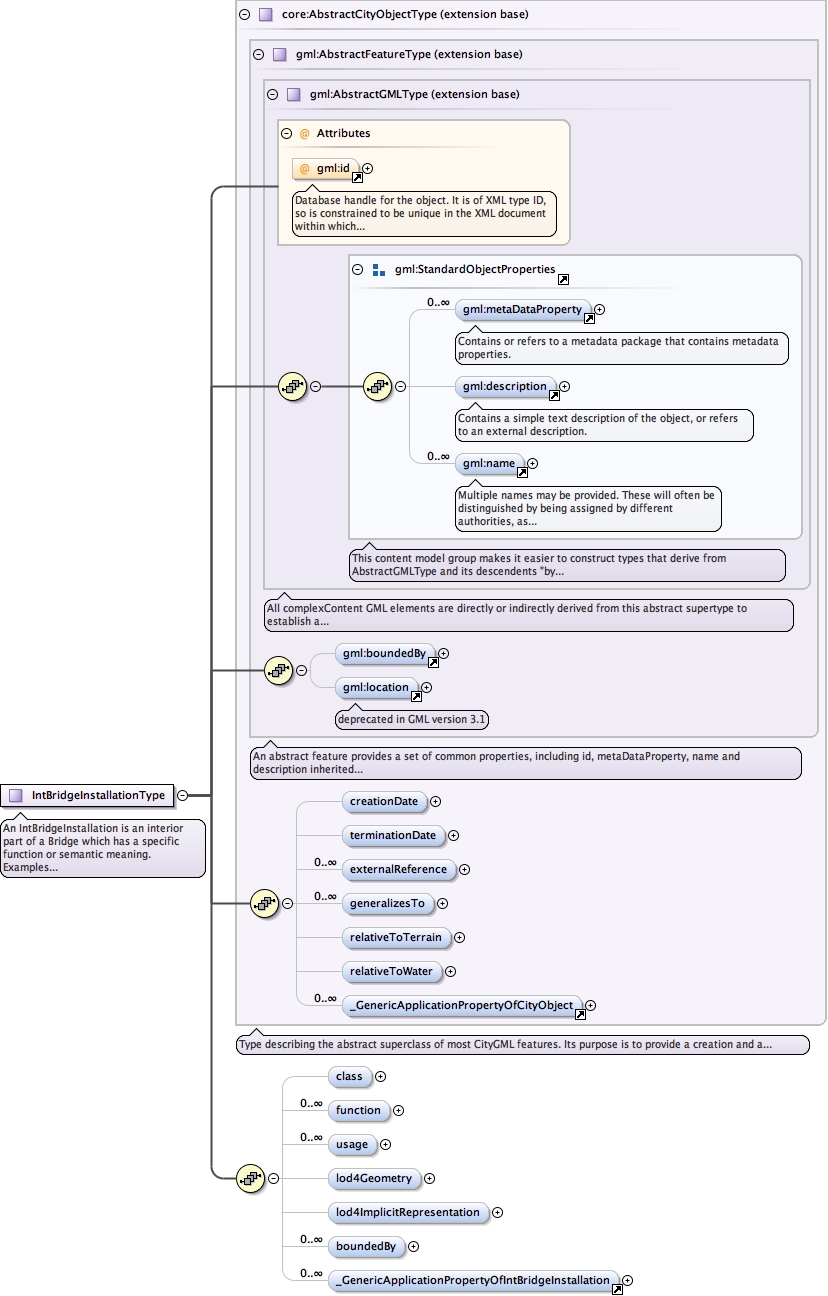 core:AbstractCityObjectType (extension base)
gml:AbstractFeatureType (extension base)
gml:AbstractGMLType (extension base)
@ Attributes
@ gml:id
Database handle for the object. It is of XML type ID,
so is constrained to be unique in the XML document
within which...
gml:StandardObjectProperties
0..∞
gml:metaDataProperty
Contains or refers to a metadata package that contains metadata
properties.
gml:description
Contains a simple text description of the object, or refers
to an external description.
0..∞
gml:name
Multiple names may be provided. These will often be
distinguished by being assigned by different
authorities, as...
This content model group makes it easier to construct types that derive from
AbstractGMLType and its descendents "by...
All complexContent GML elements are directly or indirectly derived from this abstract supertype to
establish a...
gml:boundedBy
gml:location
deprecated in GML version 3.1
An abstract feature provides a set of common properties, including id, metaDataProperty, name and
description inherited...
IntBridgeInstallationType
An IntBridgeInstallation is an interior
part of a Bridge which has a specific
function or semantic meaning.
Examples...
creationDate
terminationDate
0..∞
externalReference
0..∞
generalizesTo
relativeToTerrain
relativeToWater
0..∞
_GenericApplicationPropertyOfCityObject
Type describing the abstract superclass of most CityGML features. Its purpose is to provide a creation and a...
class
0..∞
function
0..∞
usage
lod4Geometry
lod4ImplicitRepresentation
0..∞
boundedBy
0..∞
_GenericApplicationPropertyOfIntBridgeInstallation